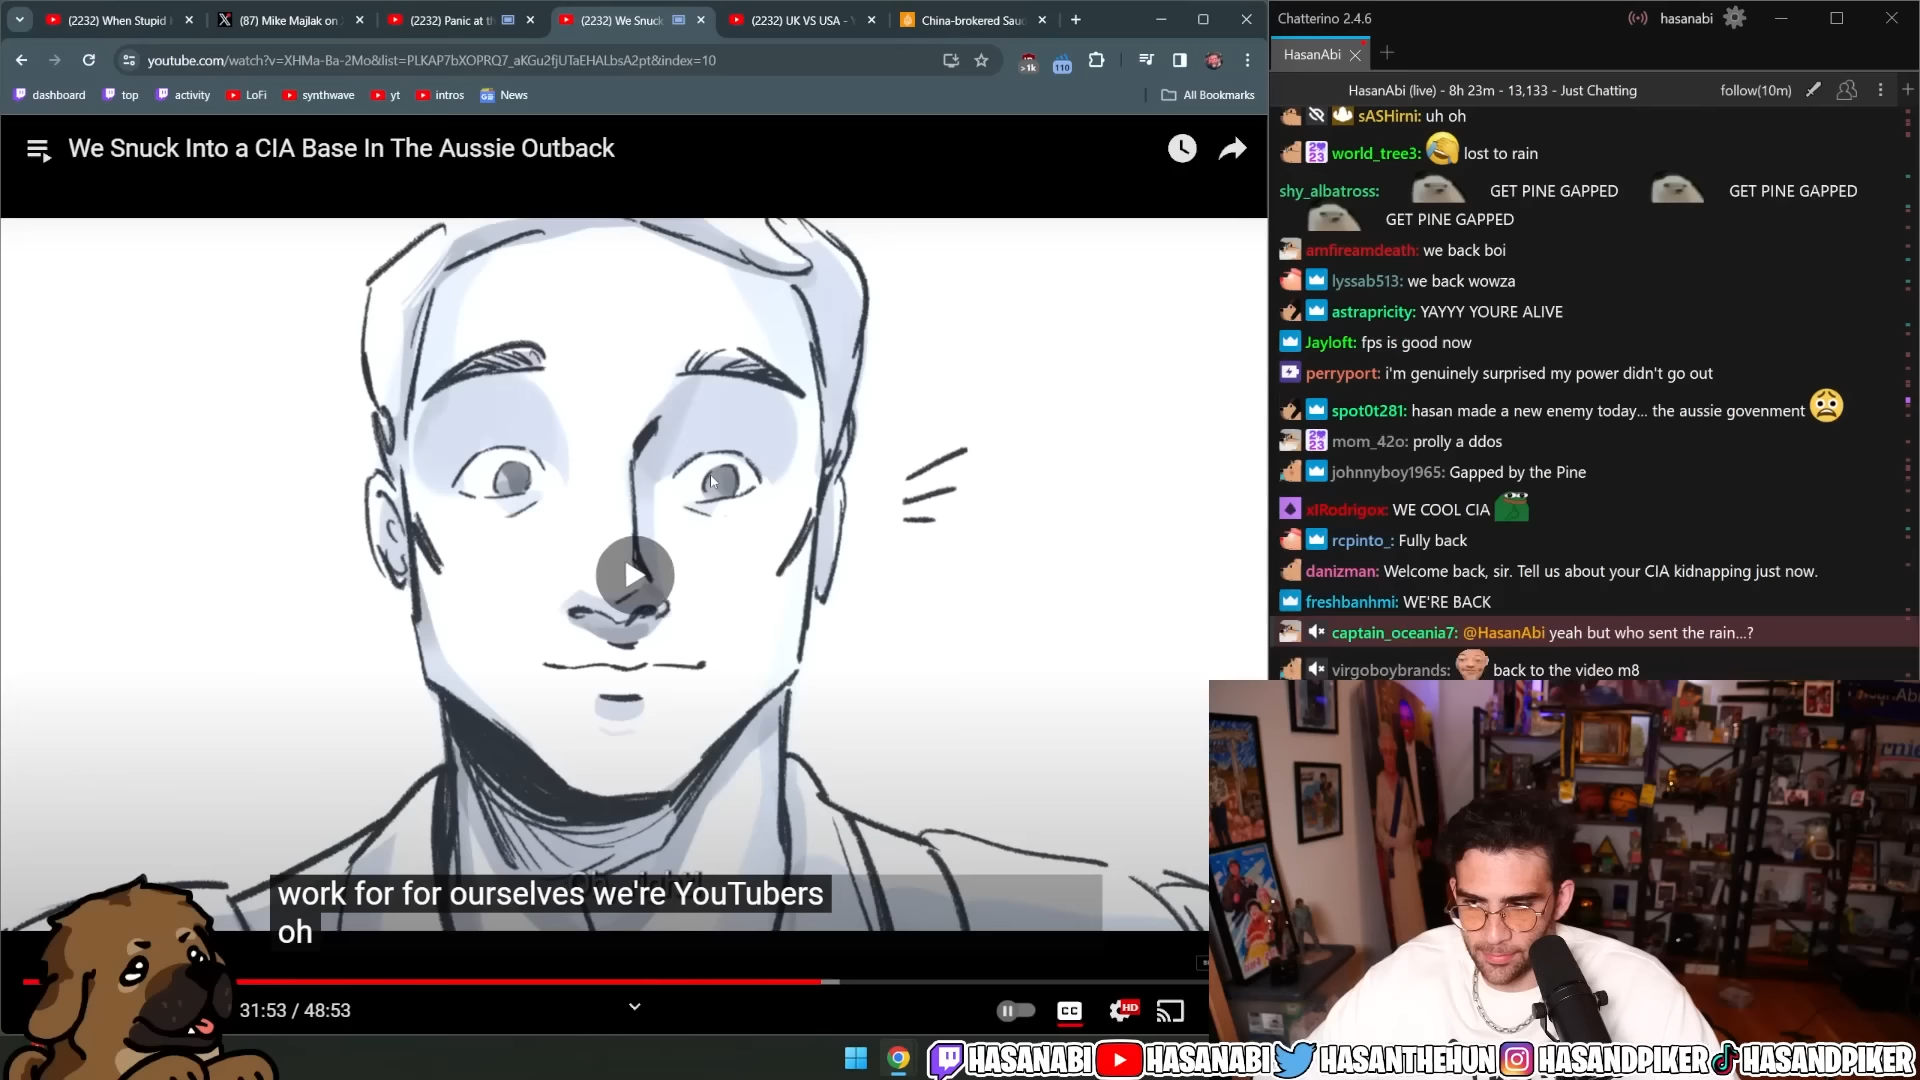 (2232) When Stupid
(87) Mike Majlak on
(2232) Panic at th
(2232) We Snuck
(2232) UK VS USA -
China-brokered Sau
youtube.com/watch?v=XHMa-Ba-2Mo&list=PLKAP7bXOPRQ7_aKGu2fjUTaEHALbsA2pt&index=10
>1k
110
dashboard
top
activity
LoFi
synthwave
yt
intros
News
All Bookmarks
We Snuck Into a CIA Base In The Aussie Outback
work for for ourselves we're YouTubers
oh
31:53 / 48:53
CC
HD
Chatterino 2.4.6
hasanabi
HasanAbi
HasanAbi (live) - 8h 23m - 13,133 - Just Chatting
follow(10m)
sASHirni: uh oh
world_tree3: lost to rain
shy_albatross: GET PINE GAPPED GET PINE GAPPED
GET PINE GAPPED
amfireamdeath: we back boi
lyssab513: we back wowza
astrapricity: YAYYY YOURE ALIVE
Jayloft: fps is good now
perryport: i'm genuinely surprised my power didn't go out
spot0t281: hasan made a new enemy today... the aussie govenment
mom_42o: prolly a ddos
johnnyboy1965: Gapped by the Pine
xIRodrigox: WE COOL CIA
rcpinto_: Fully back
danizman: Welcome back, sir. Tell us about your CIA kidnapping just now.
freshbanhmi: WE'RE BACK
captain_oceania7: @HasanAbi yeah but who sent the rain...?
virgoboybrands: back to the video m8
HASANABI HASANABI HASANTHEHUN HASANDPIKER HASANDPIKER